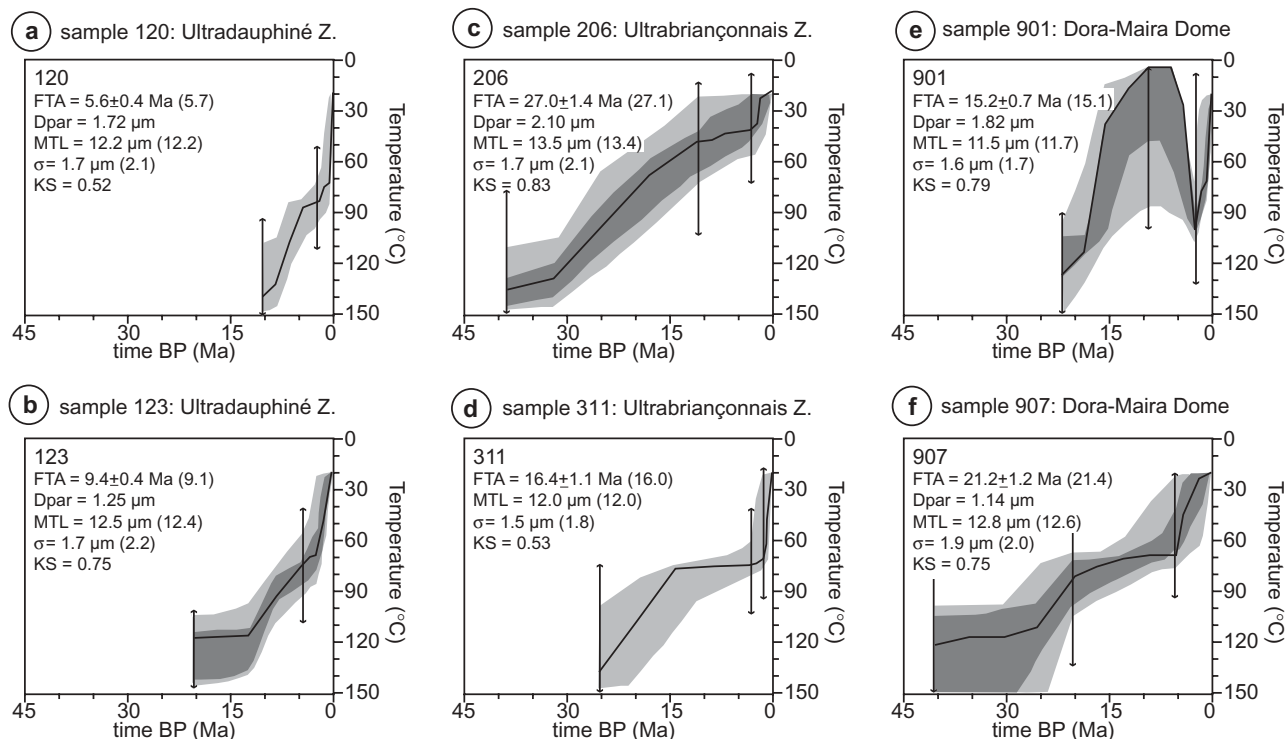 a sample 120: Ultradauphiné Z.
120
FTA = 5.6±0.4 Ma (5.7)
Dpar = 1.72 µm
MTL = 12.2 µm (12.2)
σ= 1.7 µm (2.1)
KS = 0.52
0
30
60
90
120
150
Temperature (°C)
45 30 15 0
time BP (Ma)
c sample 206: Ultrabriançonnais Z.
206
FTA = 27.0±1.4 Ma (27.1)
Dpar = 2.10 µm
MTL = 13.5 µm (13.4)
σ= 1.7 µm (2.1)
KS = 0.83
0
30
60
90
120
150
Temperature (°C)
45 30 15 0
time BP (Ma)
e sample 901: Dora-Maira Dome
901
FTA = 15.2±0.7 Ma (15.1)
Dpar = 1.82 µm
MTL = 11.5 µm (11.7)
σ= 1.6 µm (1.7)
KS = 0.79
0
30
60
90
120
150
Temperature (°C)
45 30 15 0
time BP (Ma)
b sample 123: Ultradauphiné Z.
123
FTA = 9.4±0.4 Ma (9.1)
Dpar = 1.25 µm
MTL = 12.5 µm (12.4)
σ= 1.7 µm (2.2)
KS = 0.75
0
30
60
90
120
150
Temperature (°C)
45 30 15 0
time BP (Ma)
d sample 311: Ultrabriançonnais Z.
311
FTA = 16.4±1.1 Ma (16.0)
Dpar = 1.14 µm
MTL = 12.0 µm (12.0)
σ= 1.5 µm (1.8)
KS = 0.53
0
30
60
90
120
150
Temperature (°C)
45 30 15 0
time BP (Ma)
f sample 907: Dora-Maira Dome
907
FTA = 21.2±1.2 Ma (21.4)
Dpar = 1.14 µm
MTL = 12.8 µm (12.6)
σ= 1.9 µm (2.0)
KS = 0.75
0
30
60
90
120
150
Temperature (°C)
45 30 15 0
time BP (Ma)